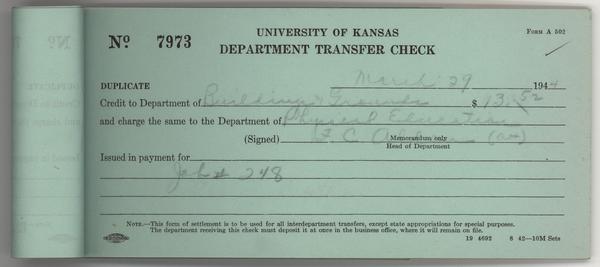 UNIVERSITY OF KANSAS
FORM A 502
Nº 7973
DEPARTMENT TRANSFER CHECK
DUPLICATE
March 29 1944
Credit to Department of Buildings & Grounds $ 13.52
and charge the same to the Department of Physical Education
(Signed) F. C. Allen
Memorandum only
Head of Department
Issued in payment for
Job # 248
NOTE.—This form of settlement is to be used for all interdepartment transfers, except state appropriations for special purposes.
The department receiving this check must deposit it at once in the business office, where it will remain on file.
19 4692 8 42—10M Sets